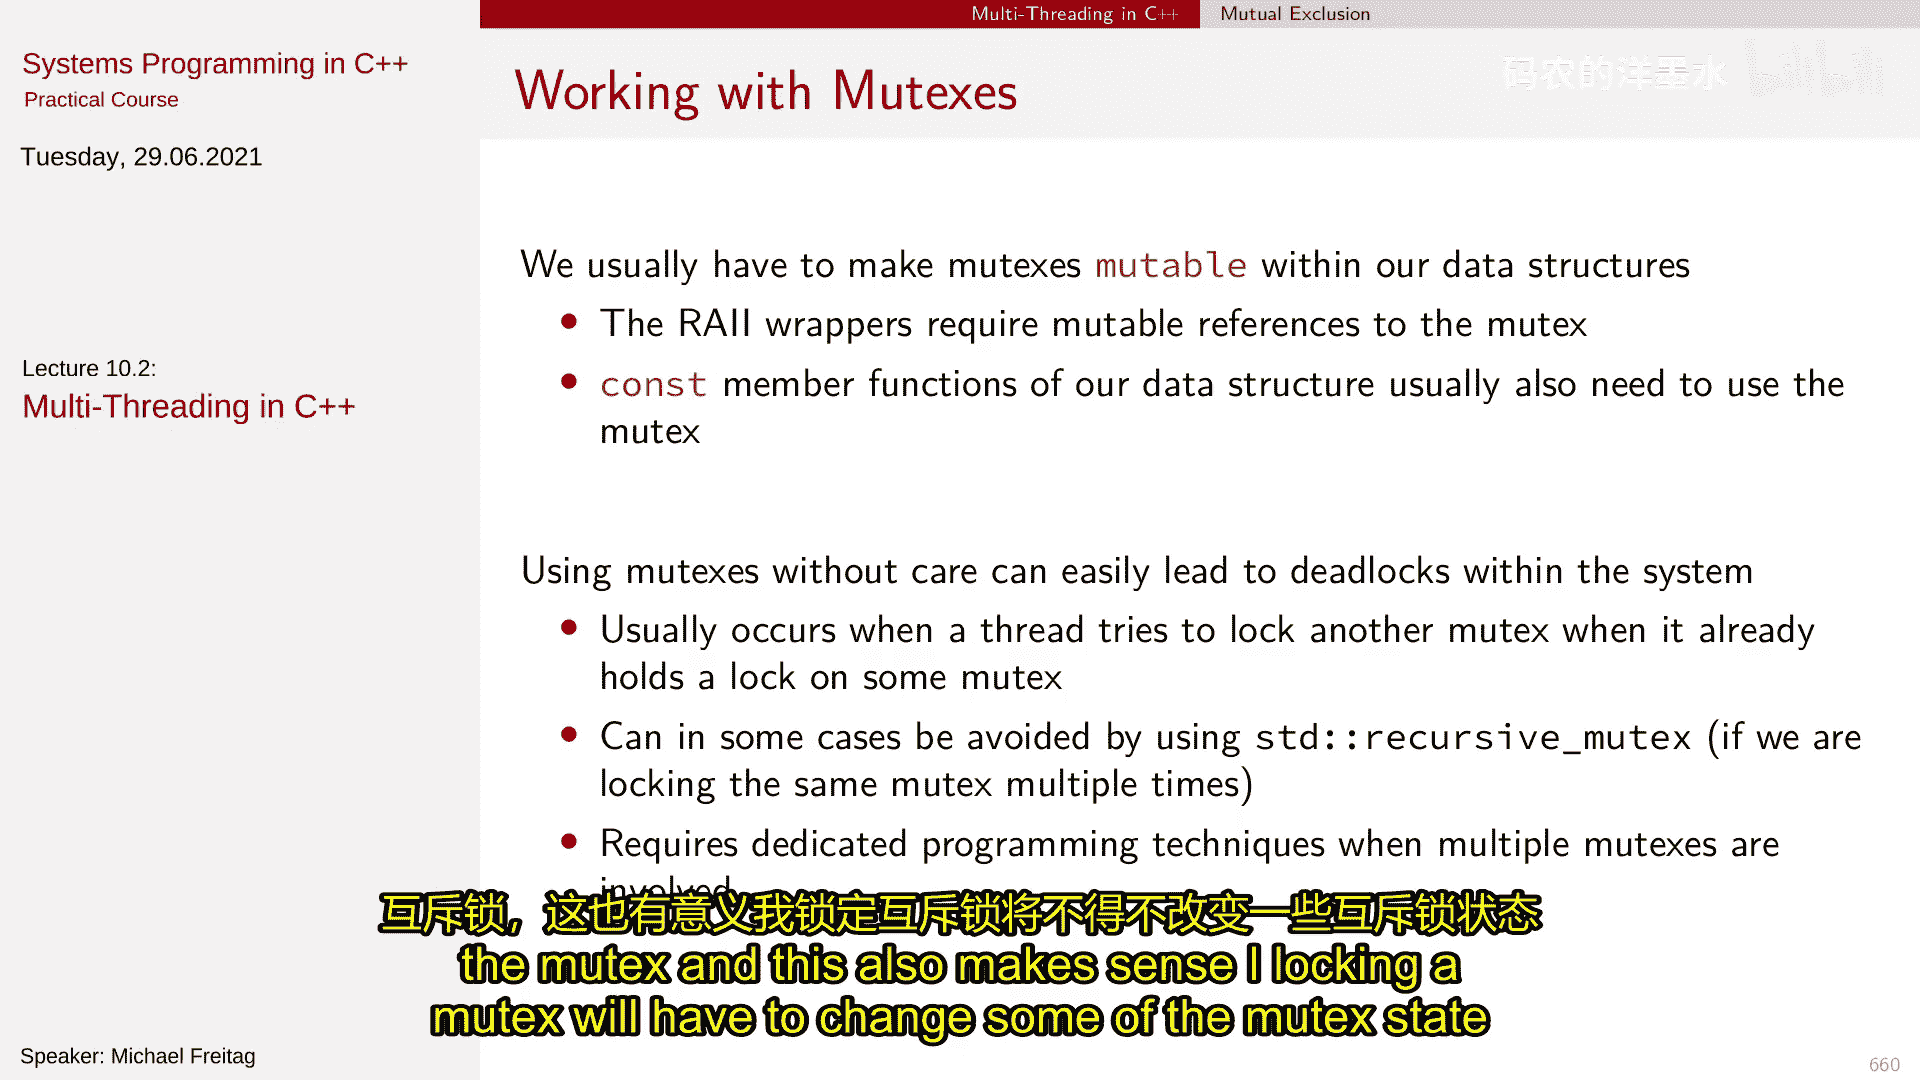 Multi-Threading in C++
Mutual Exclusion
Systems Programming in C++
Practical Course
Tuesday, 29.06.2021
Lecture 10.2:
Multi-Threading in C++
Speaker: Michael Freitag
码农的洋墨水
bilibili
Working with Mutexes
We usually have to make mutexes mutable within our data structures
• The RAII wrappers require mutable references to the mutex
• const member functions of our data structure usually also need to use the
mutex
Using mutexes without care can easily lead to deadlocks within the system
• Usually occurs when a thread tries to lock another mutex when it already
holds a lock on some mutex
• Can in some cases be avoided by using std::recursive_mutex (if we are
locking the same mutex multiple times)
• Requires dedicated programming techniques when multiple mutexes are
involved
互斥锁，这也有意义我锁定互斥锁将不得不改变一些互斥锁状态
the mutex and this also makes sense I locking a
mutex will have to change some of the mutex state
660